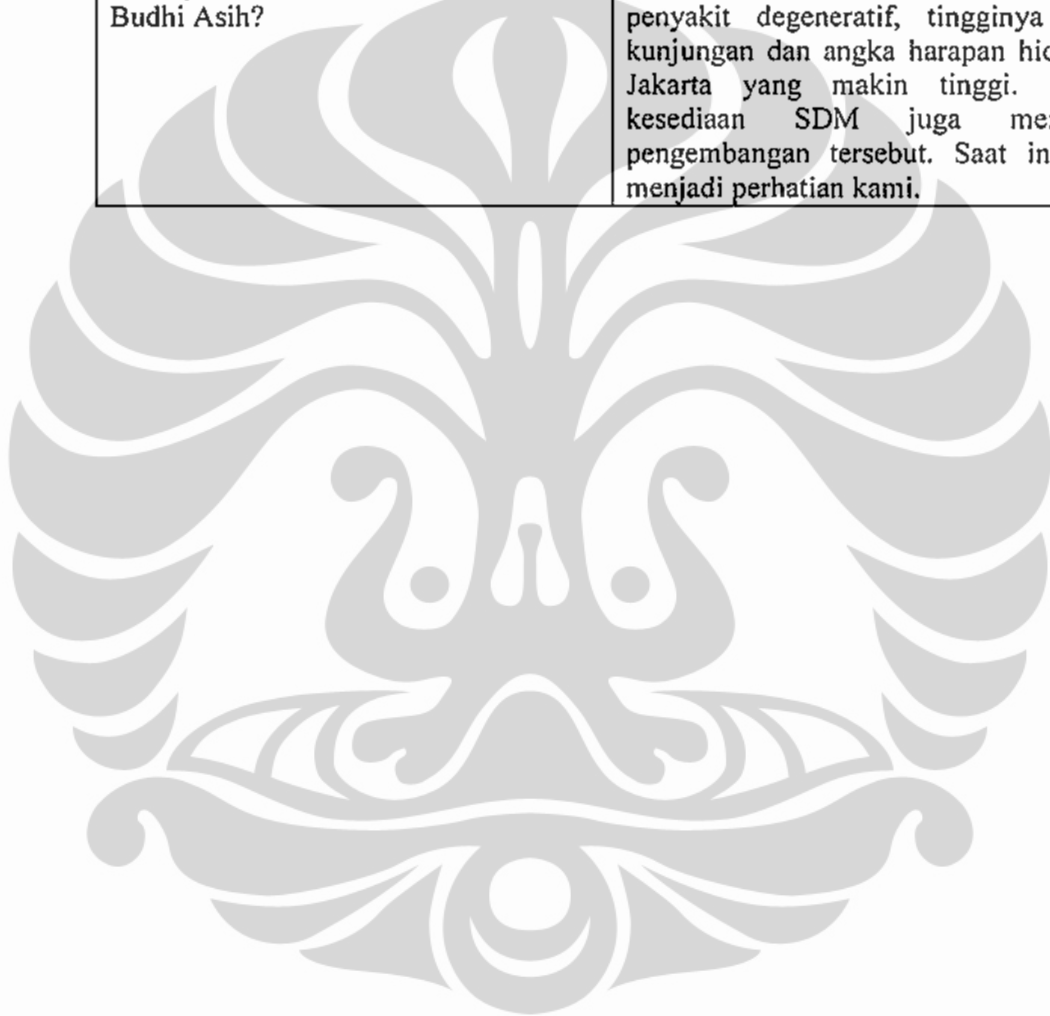 Budhi Asih?
penyakit degeneratif, tingginya
kunjungan dan angka harapan
Jakarta yang makin tinggi.
kesediaan SDM juga
pengembangan tersebut. Saat
menjadi perhatian kami.